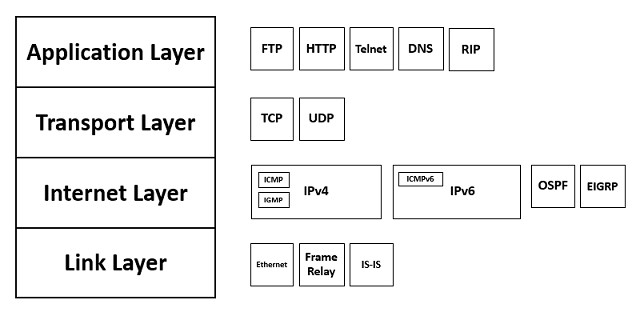 Application Layer
FTP HTTP Telnet DNS RIP
Transport Layer
TCP UDP
Internet Layer
ICMP
IGMP
IPv4
ICMPv6
IPv6
OSPF EIGRP
Link Layer
Ethernet
Frame
Relay
IS-IS